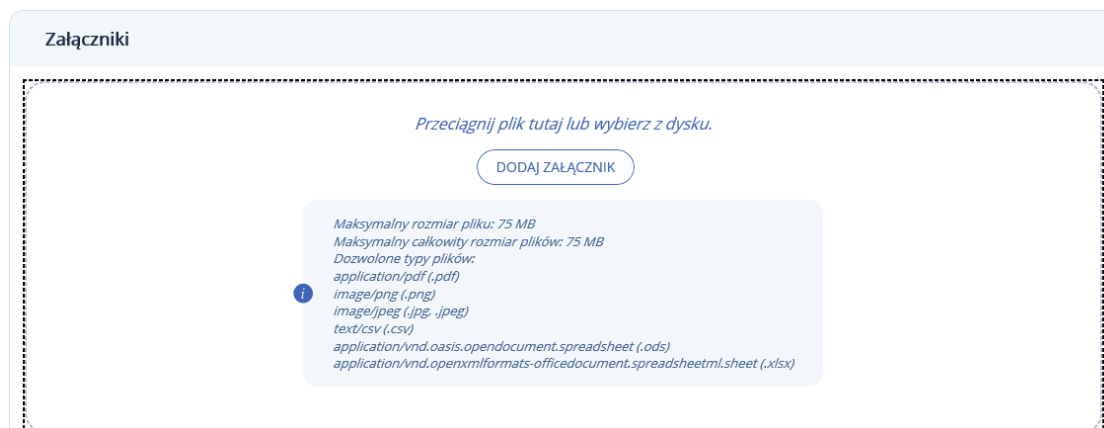 Załączniki
Przeciągnij plik tutaj lub wybierz z dysku.
DODAJ ZAŁĄCZNIK
Maksymalny rozmiar pliku: 75 MB
Maksymalny całkowity rozmiar plików: 75 MB
Dozwolone typy plików:
application/pdf (.pdf)
image/png (.png)
image/jpeg (.jpg, .jpeg)
text/csv (.csv)
application/vnd.oasis.opendocument.spreadsheet (.ods)
application/vnd.openxmlformats-officedocument.spreadsheetml.sheet (.xlsx)